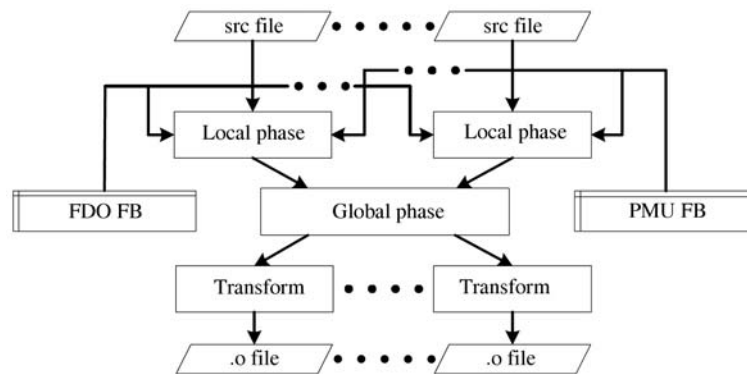 src file
src file
Local phase
Local phase
FDO FB
Global phase
PMU FB
Transform
Transform
.o file
.o file